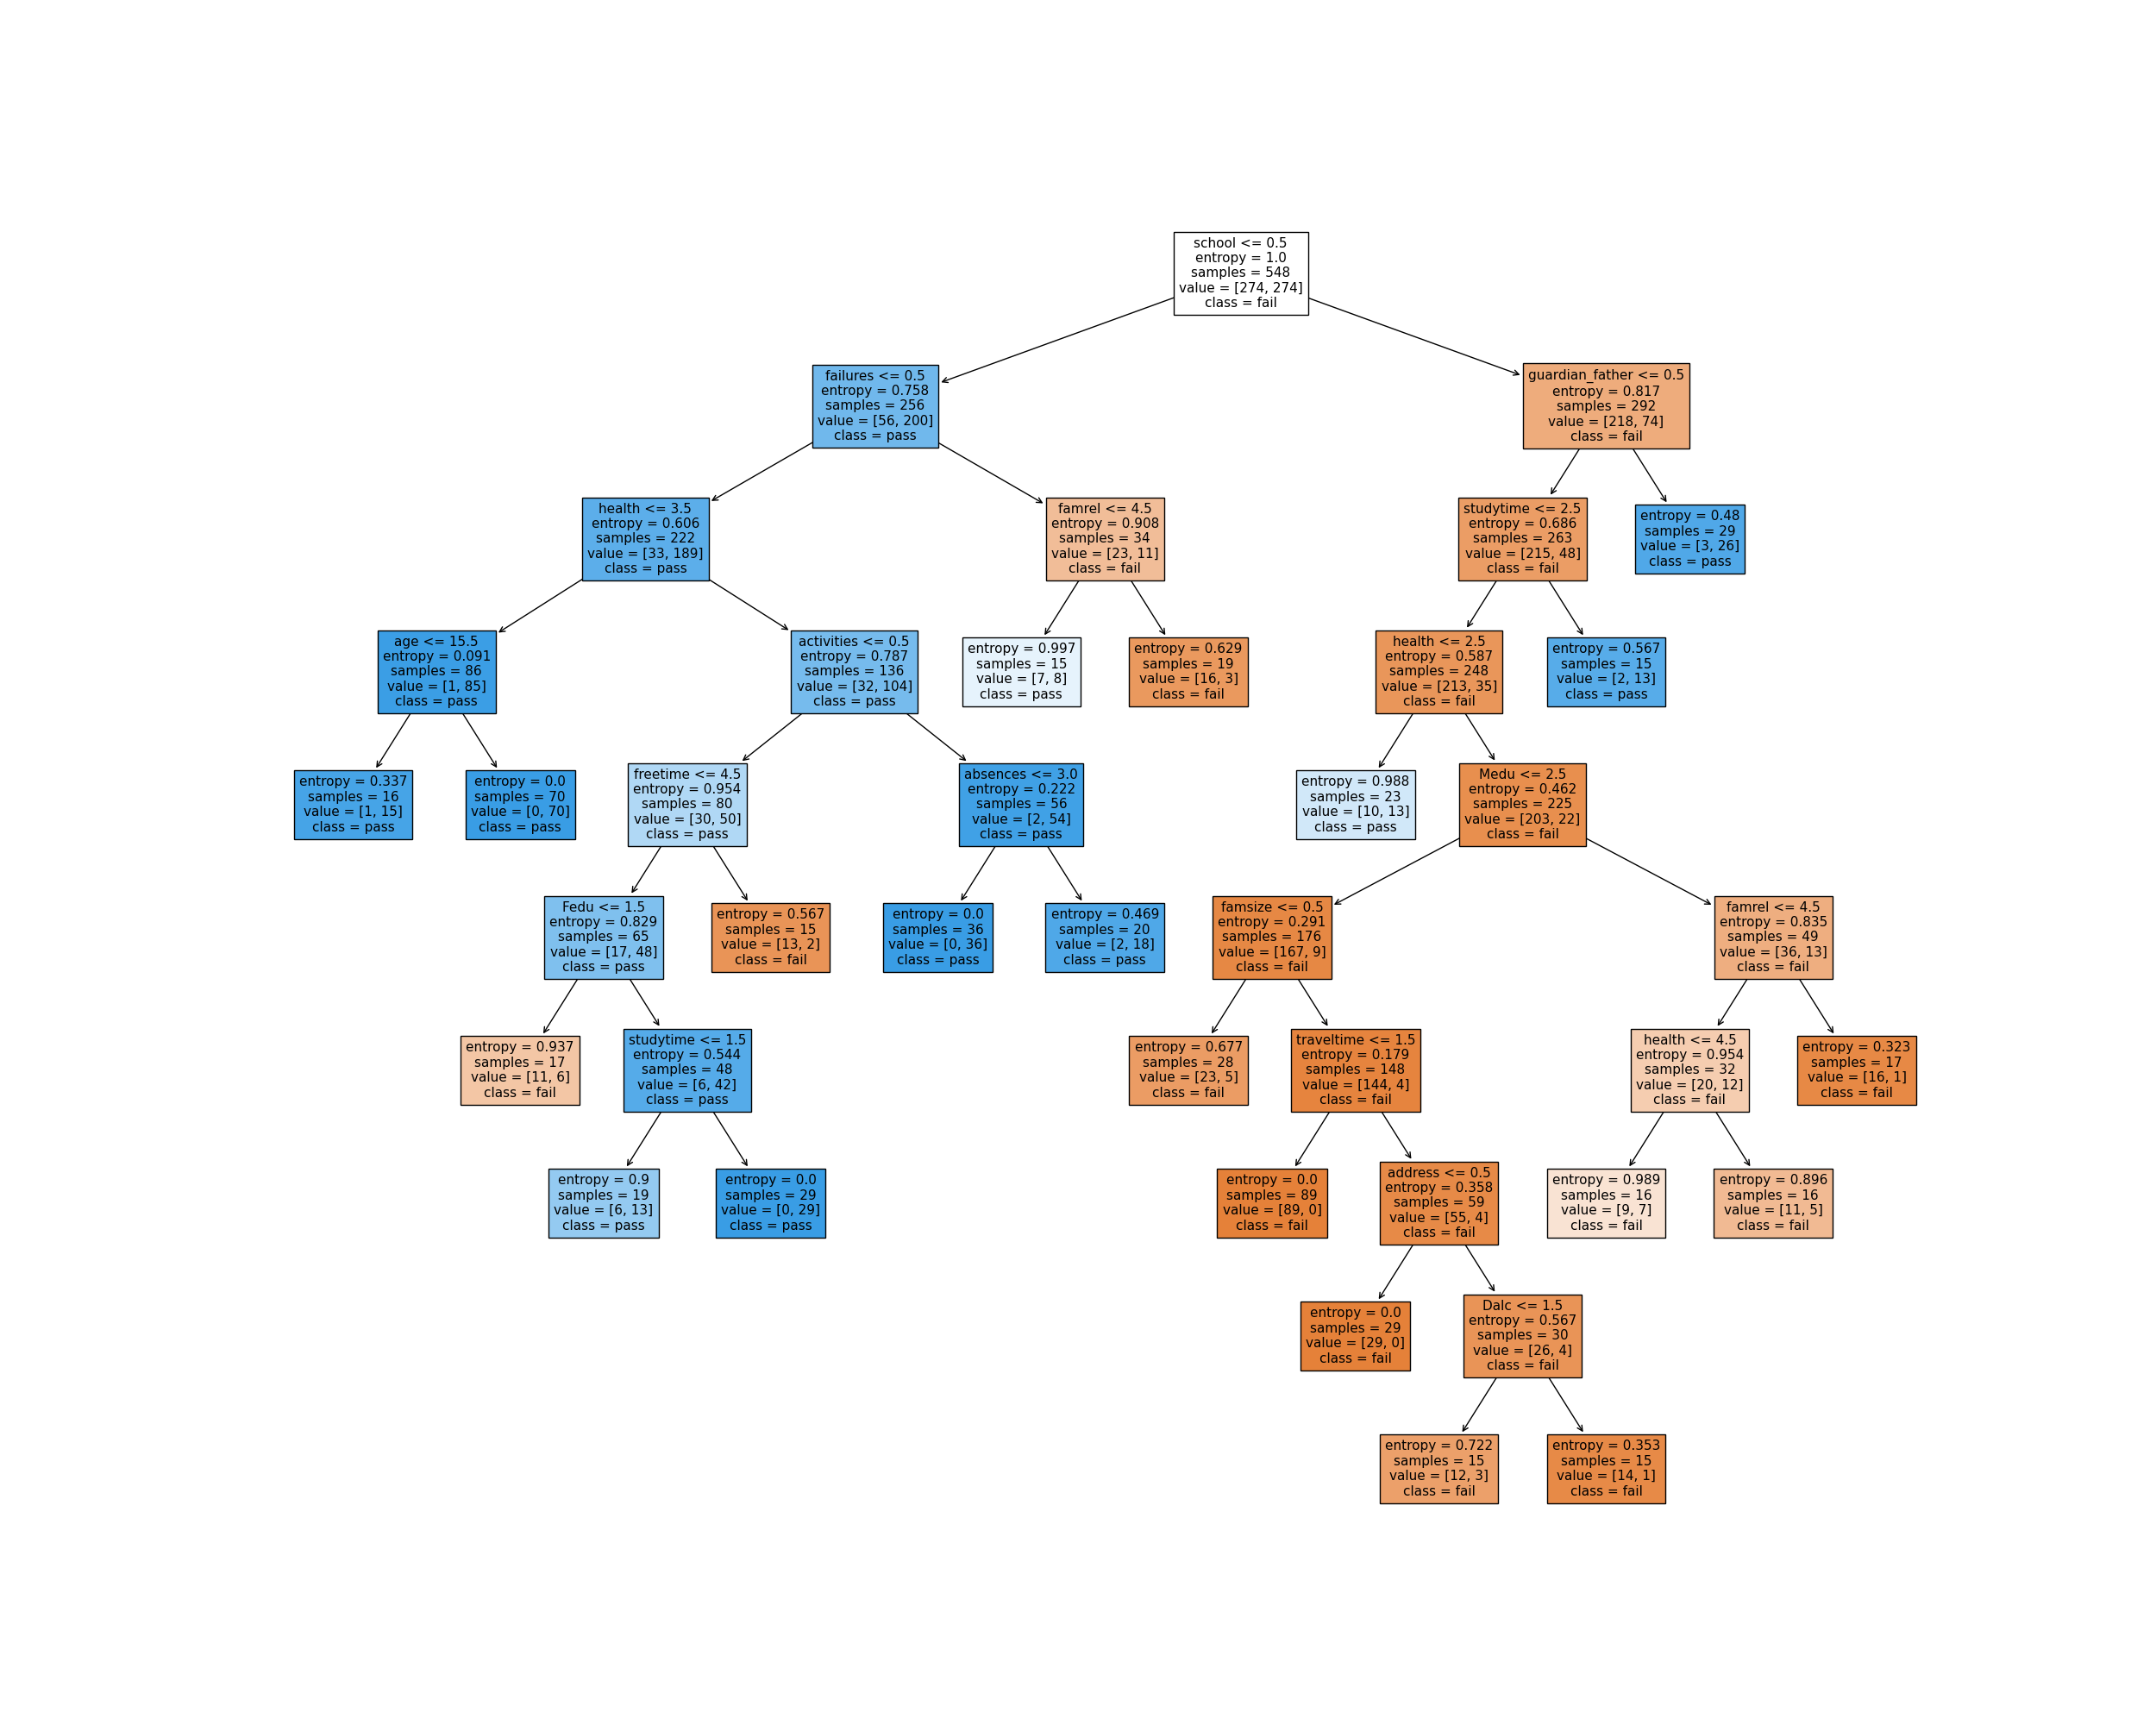 school <= 0.5
entropy = 1.0
samples = 548
value = [274, 274]
class = fail
failures <= 0.5
entropy = 0.758
samples = 256
value = [56, 200]
class = pass
guardian_father <= 0.5
entropy = 0.817
samples = 292
value = [218, 74]
class = fail
health <= 3.5
entropy = 0.606
samples = 222
value = [33, 189]
class = pass
famrel <= 4.5
entropy = 0.908
samples = 34
value = [23, 11]
class = fail
studytime <= 2.5
entropy = 0.686
samples = 263
value = [215, 48]
class = fail
entropy = 0.48
samples = 29
value = [3, 26]
class = pass
age <= 15.5
entropy = 0.091
samples = 86
value = [1, 85]
class = pass
activities <= 0.5
entropy = 0.787
samples = 136
value = [32, 104]
class = pass
entropy = 0.997
samples = 15
value = [7, 8]
class = pass
entropy = 0.629
samples = 19
value = [16, 3]
class = fail
health <= 2.5
entropy = 0.587
samples = 248
value = [213, 35]
class = fail
entropy = 0.567
samples = 15
value = [2, 13]
class = pass
entropy = 0.337
samples = 16
value = [1, 15]
class = pass
entropy = 0.0
samples = 70
value = [0, 70]
class = pass
freetime <= 4.5
entropy = 0.954
samples = 80
value = [30, 50]
class = pass
absences <= 3.0
entropy = 0.222
samples = 56
value = [2, 54]
class = pass
entropy = 0.988
samples = 23
value = [10, 13]
class = pass
Medu <= 2.5
entropy = 0.462
samples = 225
value = [203, 22]
class = fail
Fedu <= 1.5
entropy = 0.829
samples = 65
value = [17, 48]
class = pass
entropy = 0.567
samples = 15
value = [13, 2]
class = fail
entropy = 0.0
samples = 36
value = [0, 36]
class = pass
entropy = 0.469
samples = 20
value = [2, 18]
class = pass
famsize <= 0.5
entropy = 0.291
samples = 176
value = [167, 9]
class = fail
famrel <= 4.5
entropy = 0.835
samples = 49
value = [36, 13]
class = fail
entropy = 0.937
samples = 17
value = [11, 6]
class = fail
studytime <= 1.5
entropy = 0.544
samples = 48
value = [6, 42]
class = pass
entropy = 0.677
samples = 28
value = [23, 5]
class = fail
traveltime <= 1.5
entropy = 0.179
samples = 148
value = [144, 4]
class = fail
health <= 4.5
entropy = 0.954
samples = 32
value = [20, 12]
class = fail
entropy = 0.323
samples = 17
value = [16, 1]
class = fail
entropy = 0.9
samples = 19
value = [6, 13]
class = pass
entropy = 0.0
samples = 29
value = [0, 29]
class = pass
entropy = 0.0
samples = 89
value = [89, 0]
class = fail
address <= 0.5
entropy = 0.358
samples = 59
value = [55, 4]
class = fail
entropy = 0.989
samples = 16
value = [9, 7]
class = fail
entropy = 0.896
samples = 16
value = [11, 5]
class = fail
entropy = 0.0
samples = 29
value = [29, 0]
class = fail
Dalc <= 1.5
entropy = 0.567
samples = 30
value = [26, 4]
class = fail
entropy = 0.722
samples = 15
value = [12, 3]
class = fail
entropy = 0.353
samples = 15
value = [14, 1]
class = fail